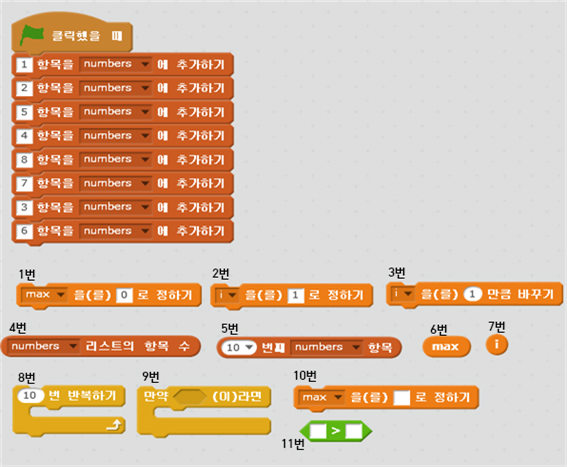 클릭했을 때
1 항목을 numbers 에 추가하기
2 항목을 numbers 에 추가하기
5 항목을 numbers 에 추가하기
4 항목을 numbers 에 추가하기
8 항목을 numbers 에 추가하기
7 항목을 numbers 에 추가하기
3 항목을 numbers 에 추가하기
6 항목을 numbers 에 추가하기
1번 2번 3번
max 을(를) 0 로 정하기 i 을(를) 1 로 정하기 i 을(를) 1 만큼 바꾸기
4번 5번 6번 7번
numbers 리스트의 항목 수 10 번째 numbers 항목 max i
8번 9번 10번
10 번 반복하기 만약 (이)라면 max 을(를) 로 정하기
11번 >